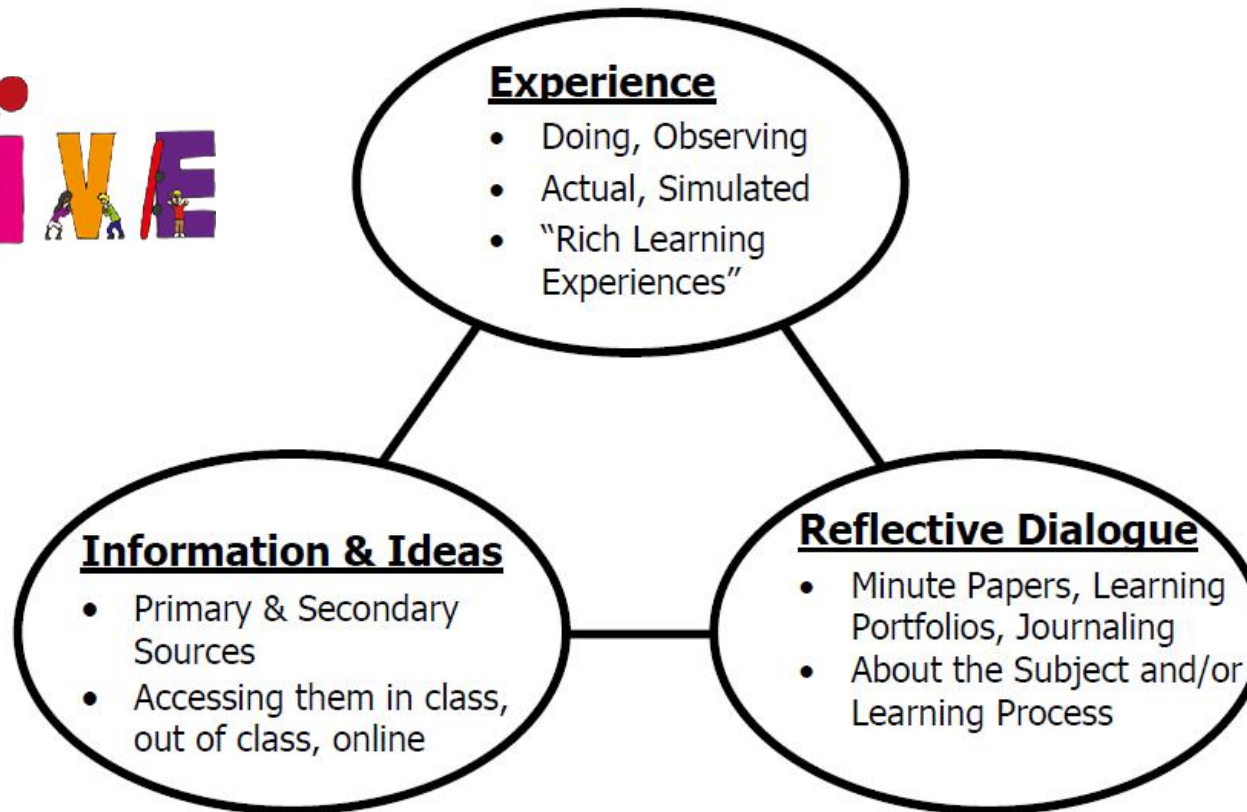 iVE
Experience
• Doing, Observing
• Actual, Simulated
• “Rich Learning
Experiences”
Information & Ideas
• Primary & Secondary
Sources
• Accessing them in class,
out of class, online
Reflective Dialogue
• Minute Papers, Learning
Portfolios, Journaling
• About the Subject and/or
Learning Process